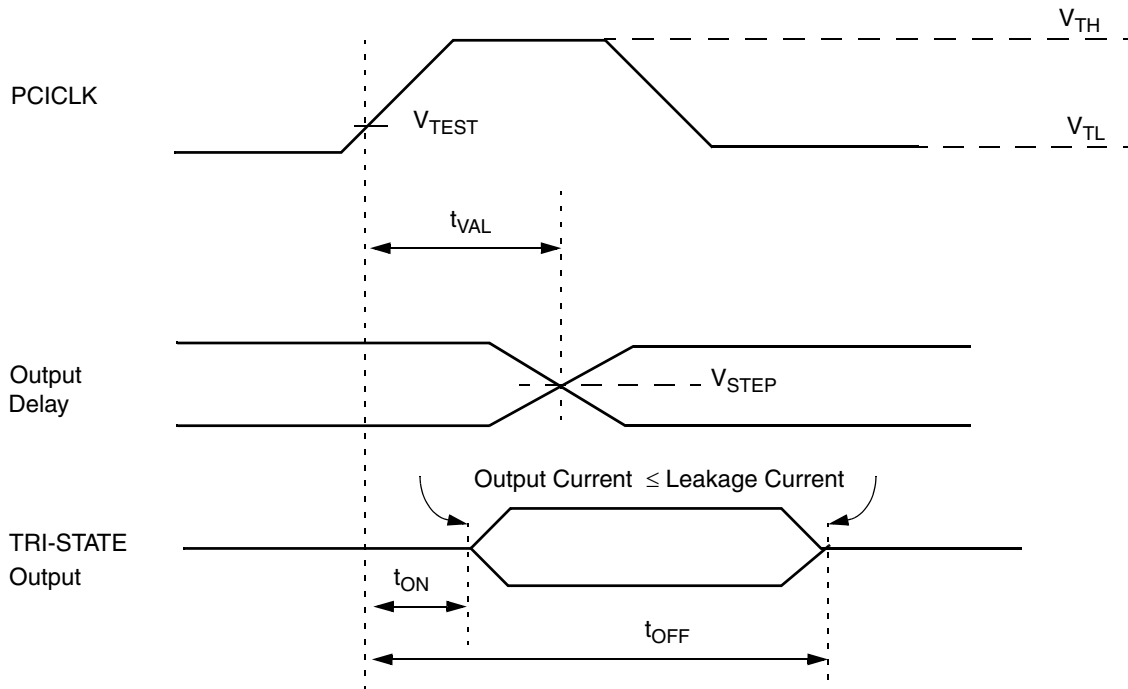 V_TH
PCICLK
V_TEST
V_TL
t_VAL
Output
Delay
V_STEP
Output Current ≤ Leakage Current
TRI-STATE
Output
t_ON
t_OFF